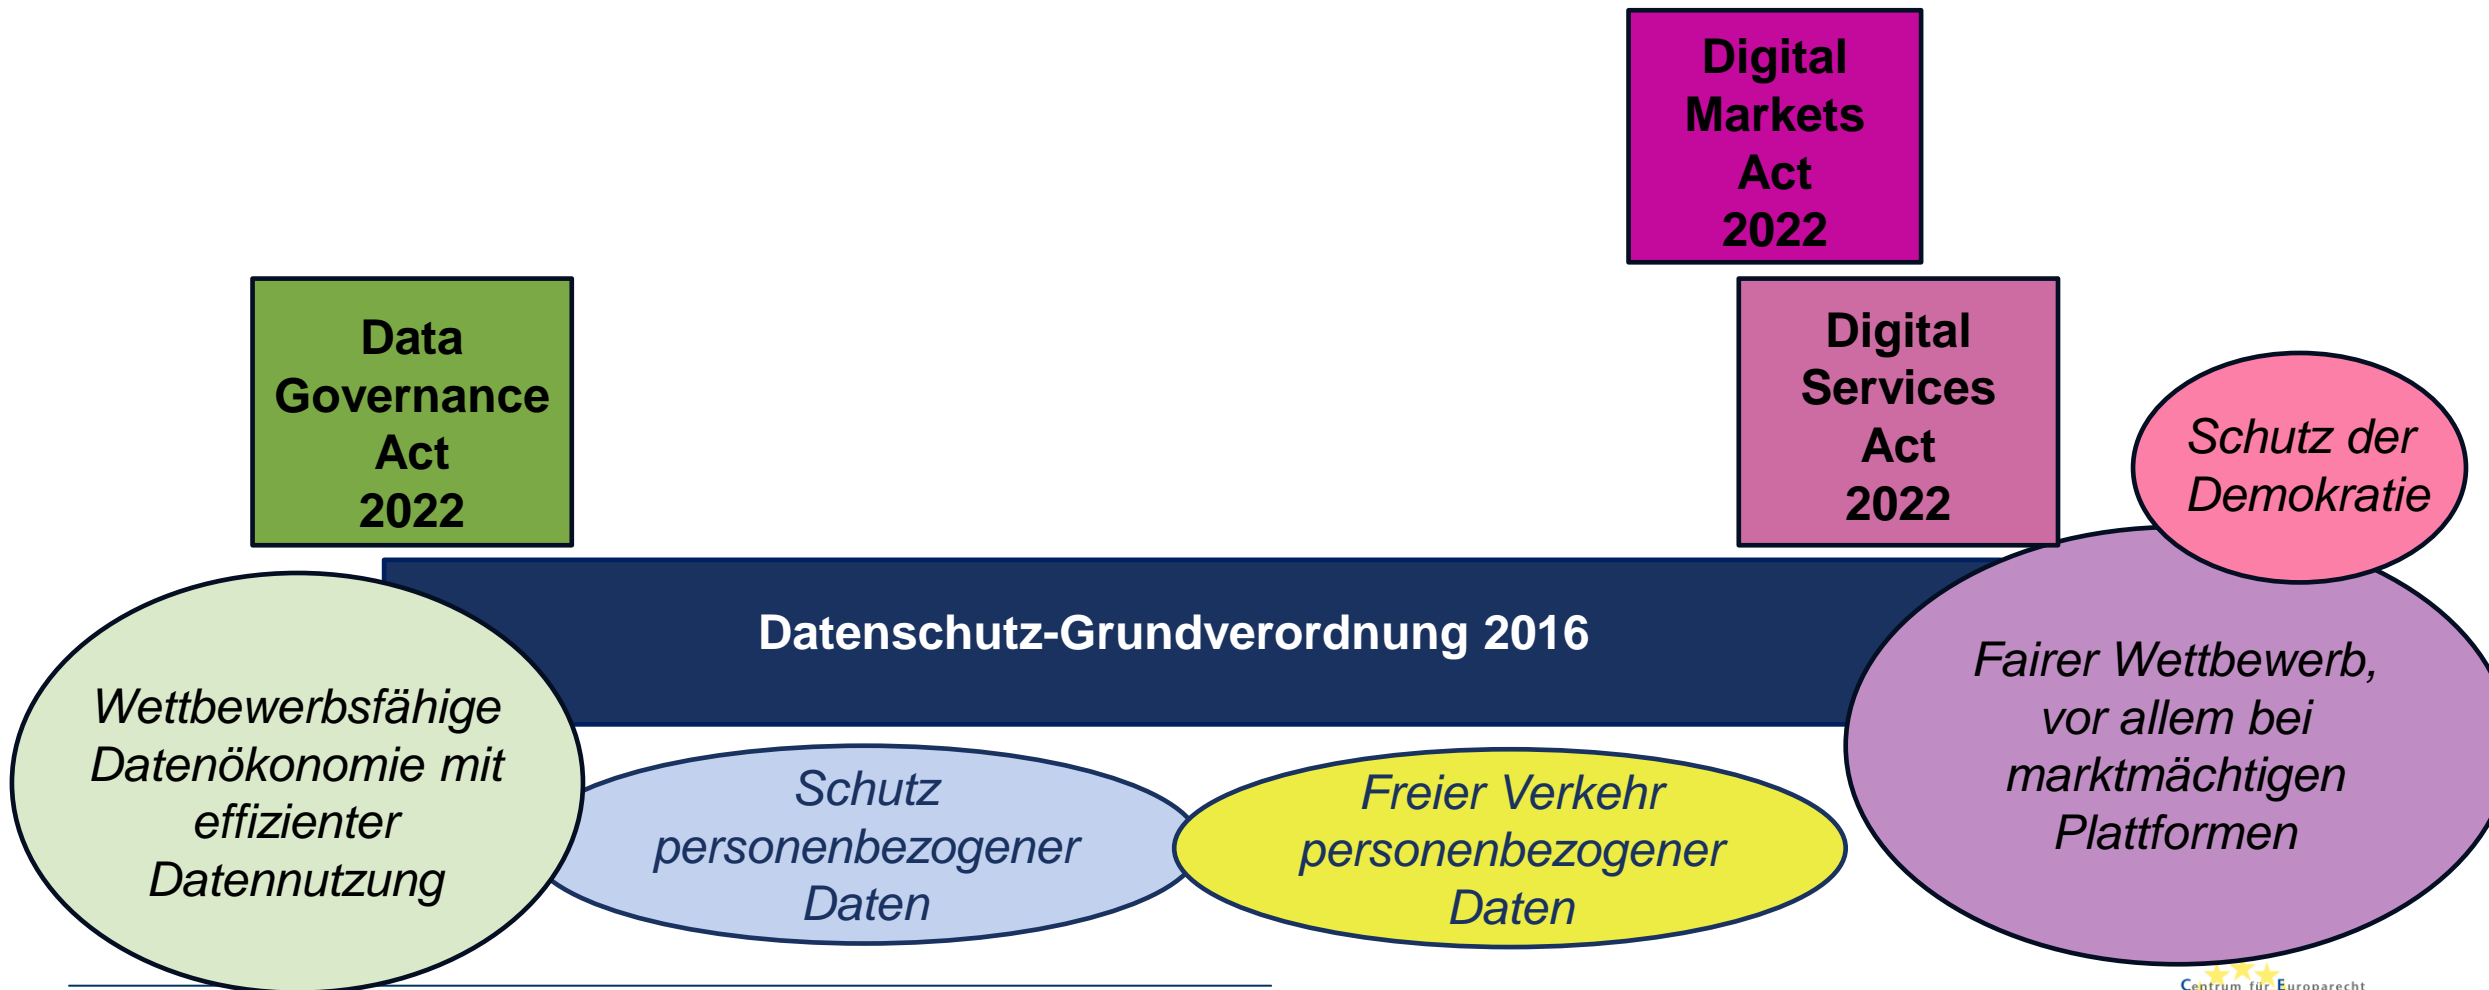 Digital
Markets
Act
2022
Data
Governance
Act
2022
Digital
Services
Act
2022
Schutz der
Demokratie
Datenschutz-Grundverordnung 2016
Wettbewerbsfähige
Datenökonomie mit
effizienter
Datennutzung
Schutz
personenbezogener
Daten
Freier Verkehr
personenbezogener
Daten
Fairer Wettbewerb,
vor allem bei
marktmächtigen
Plattformen
Centrum für Europarecht